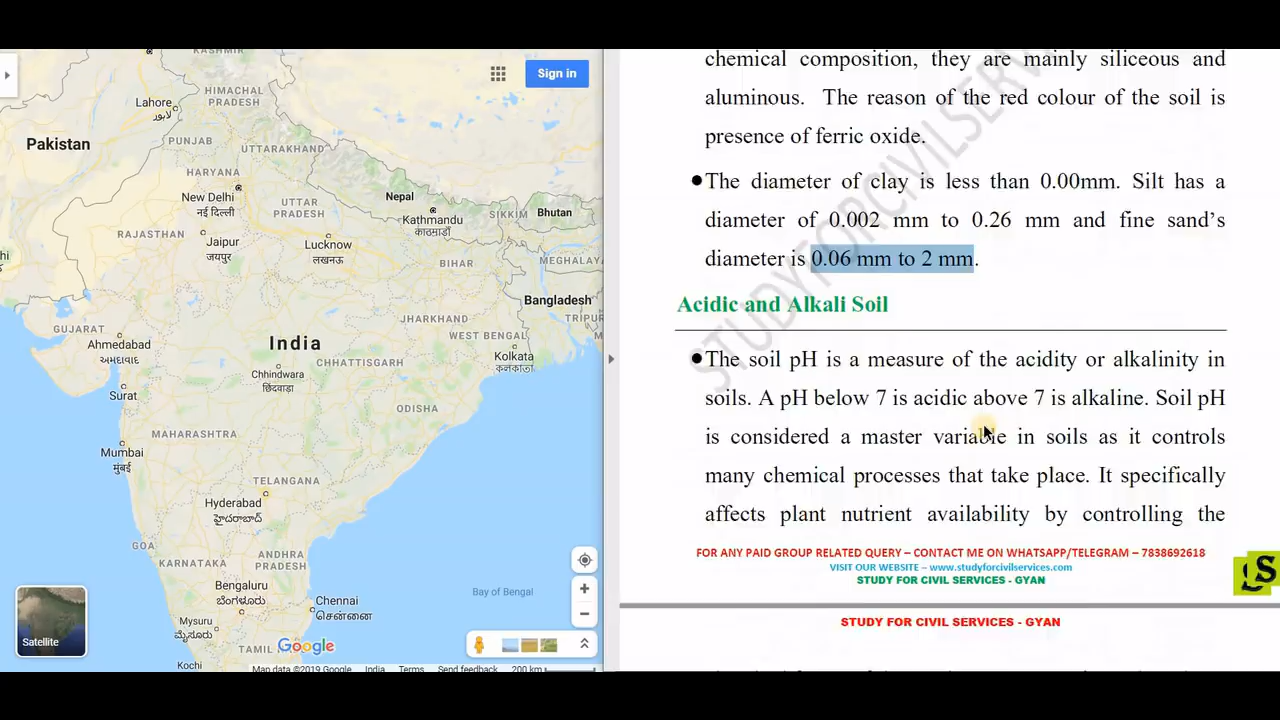 KASHMIR
HIMACHAL
PRADESH
Lahore
لاہور
Pakistan
PUNJAB
UTTARAKHAND
HARYANA
New Delhi
नई दिल्ली
UTTAR
PRADESH
Nepal
Kathmandu
काठमाडौं
SIKKIM
Bhutan
RAJASTHAN
Jaipur
जयपुर
Lucknow
लखनऊ
BIHAR
MEGHALAYA
Bangladesh
GUJARAT
Ahmedabad
અમદાવાદ
India
JHARKHAND
TRIPUR
WEST BENGAL
Kolkata
কলকাতা
CHHATTISGARH
Chhindwara
छिंदवाड़ा
Surat
ODISHA
MAHARASHTRA
Mumbai
मुंबई
TELANGANA
Hyderabad
హైదరాబాద్
GOA
KARNATAKA
ANDHRA
PRADESH
Bengaluru
ಬೆಂಗಳೂರು
Chennai
சென்னை
Bay of Bengal
Mysuru
ಮೈಸೂರು
TAMIL
Kochi
Satellite
Google
Sign in
Map data ©2019 Google India Terms Send feedback 200 km
chemical composition, they are mainly siliceous and
aluminous. The reason of the red colour of the soil is
presence of ferric oxide.
●The diameter of clay is less than 0.00mm. Silt has a
diameter of 0.002 mm to 0.26 mm and fine sand’s
diameter is 0.06 mm to 2 mm.
Acidic and Alkali Soil
●The soil pH is a measure of the acidity or alkalinity in
soils. A pH below 7 is acidic above 7 is alkaline. Soil pH
is considered a master variable in soils as it controls
many chemical processes that take place. It specifically
affects plant nutrient availability by controlling the
STUDYFORCIVILSERV
FOR ANY PAID GROUP RELATED QUERY – CONTACT ME ON WHATSAPP/TELEGRAM – 7838692618
VISIT OUR WEBSITE – www.studyforcivilservices.com
STUDY FOR CIVIL SERVICES - GYAN
STUDY FOR CIVIL SERVICES - GYAN